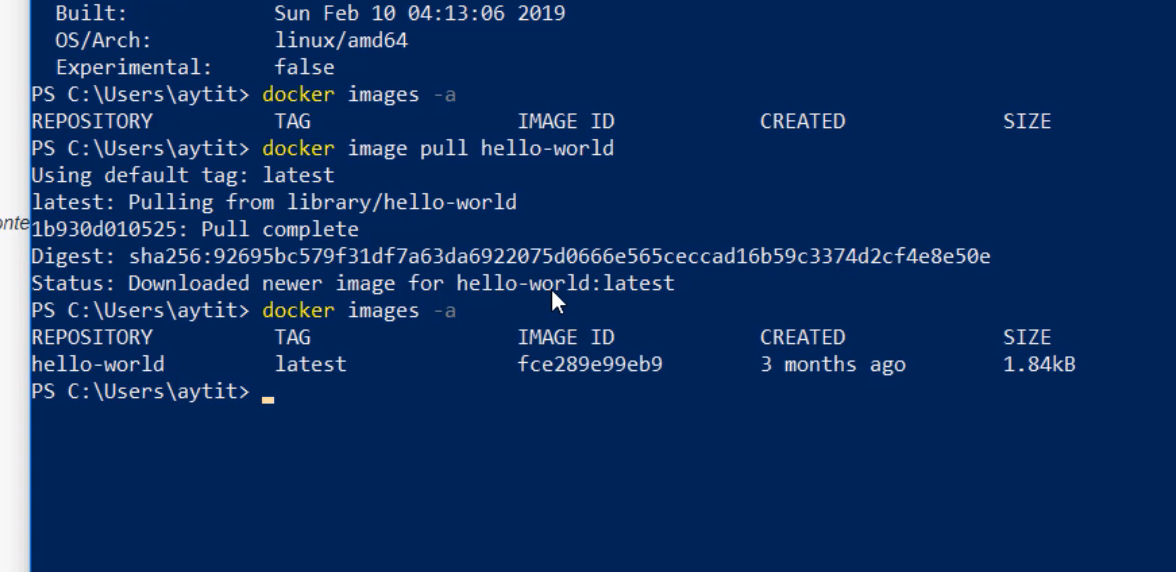 Built: Sun Feb 10 04:13:06 2019
OS/Arch: linux/amd64
Experimental: false
PS C:\Users\aytit> docker images -a
REPOSITORY TAG IMAGE ID CREATED SIZE
PS C:\Users\aytit> docker image pull hello-world
Using default tag: latest
latest: Pulling from library/hello-world
onte
1b930d010525: Pull complete
Digest: sha256:92695bc579f31df7a63da6922075d0666e565ceccad16b59c3374d2cf4e8e50e
Status: Downloaded newer image for hello-world:latest
PS C:\Users\aytit> docker images -a
REPOSITORY TAG IMAGE ID CREATED SIZE
hello-world latest fce289e99eb9 3 months ago 1.84kB
PS C:\Users\aytit>